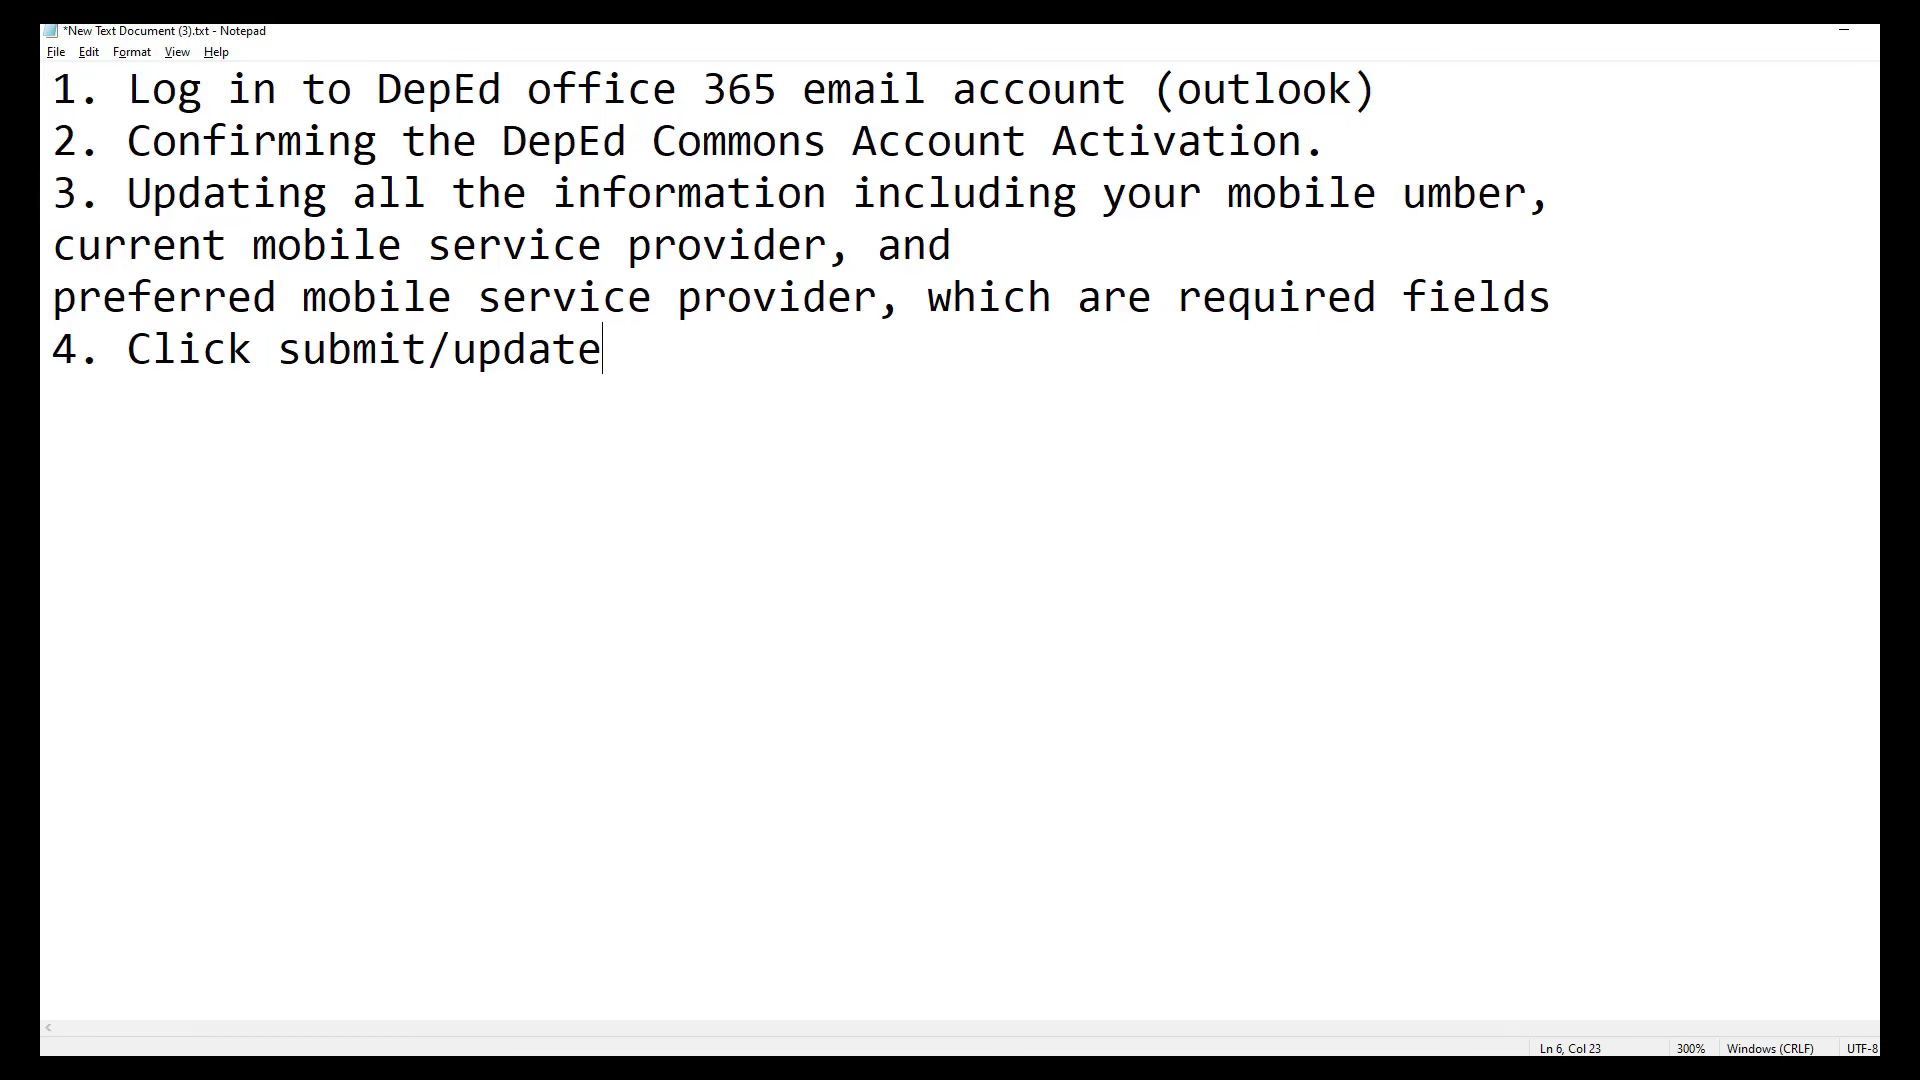 *New Text Document (3).txt - Notepad
File Edit Format View Help
1. Log in to DepEd office 365 email account (outlook)
2. Confirming the DepEd Commons Account Activation.
3. Updating all the information including your mobile umber,
current mobile service provider, and
preferred mobile service provider, which are required fields
4. Click submit/update
Ln 6, Col 23 300% Windows (CRLF) UTF-8